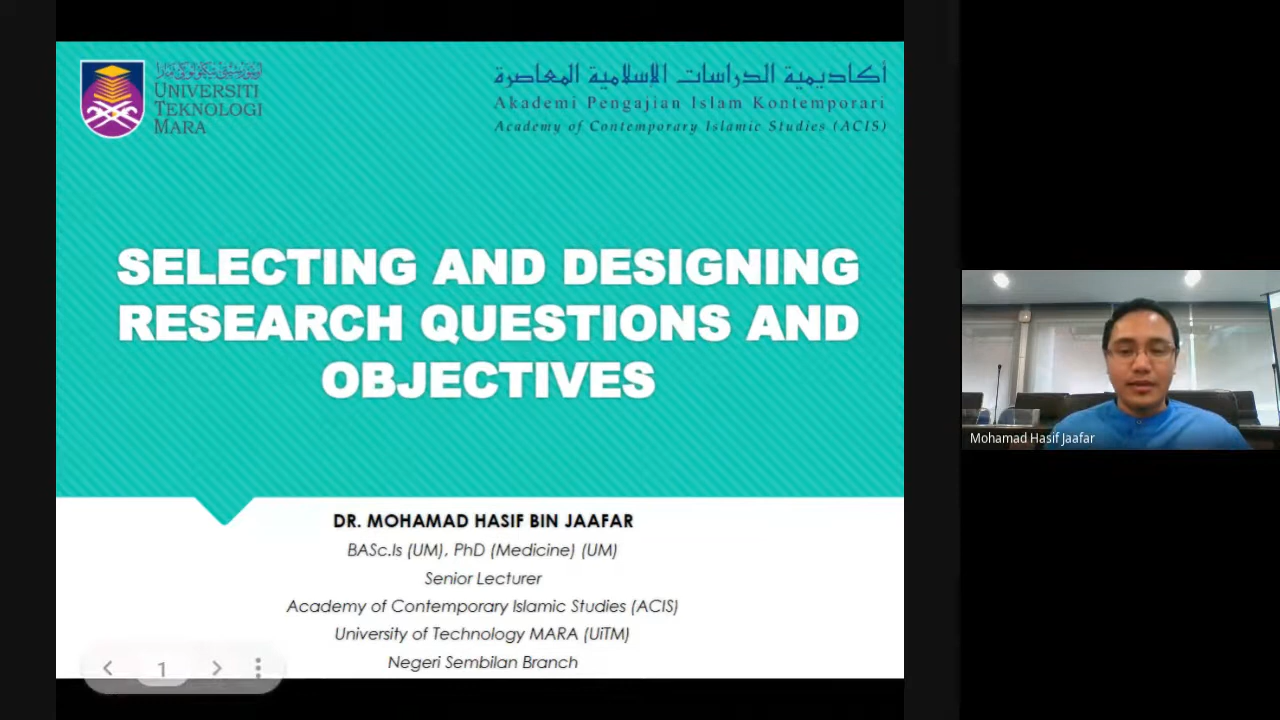 UNIVERSITI
TEKNOLOGI
MARA
أكاديمية الدراسات الإسلامية المعاصرة
Akademi Pengajian Islam Kontemporari
Academy of Contemporary Islamic Studies (ACIS)
SELECTING AND DESIGNING
RESEARCH QUESTIONS AND
OBJECTIVES
DR. MOHAMAD HASIF BIN JAAFAR
BASc.Is (UM), PhD (Medicine) (UM)
Senior Lecturer
Academy of Contemporary Islamic Studies (ACIS)
University of Technology MARA (UiTM)
Negeri Sembilan Branch
1
Mohamad Hasif Jaafar